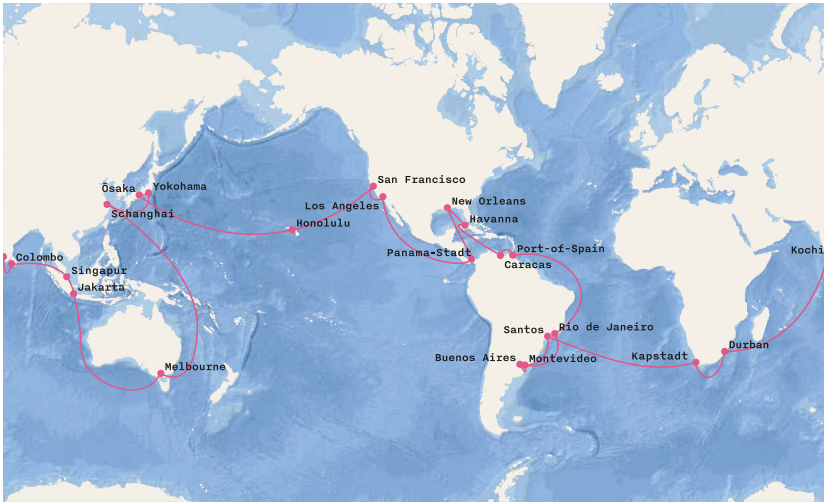 San Francisco
Ōsaka
Yokohama
New Orleans
Los Angeles
Schanghai
Havanna
Honolulu
Port-of-Spain
Kochi
Panama-Stadt
Colombo
Caracas
Singapur
Jakarta
Rio de Janeiro
Santos
Durban
Kapstadt
Buenos Aires
Montevideo
Melbourne